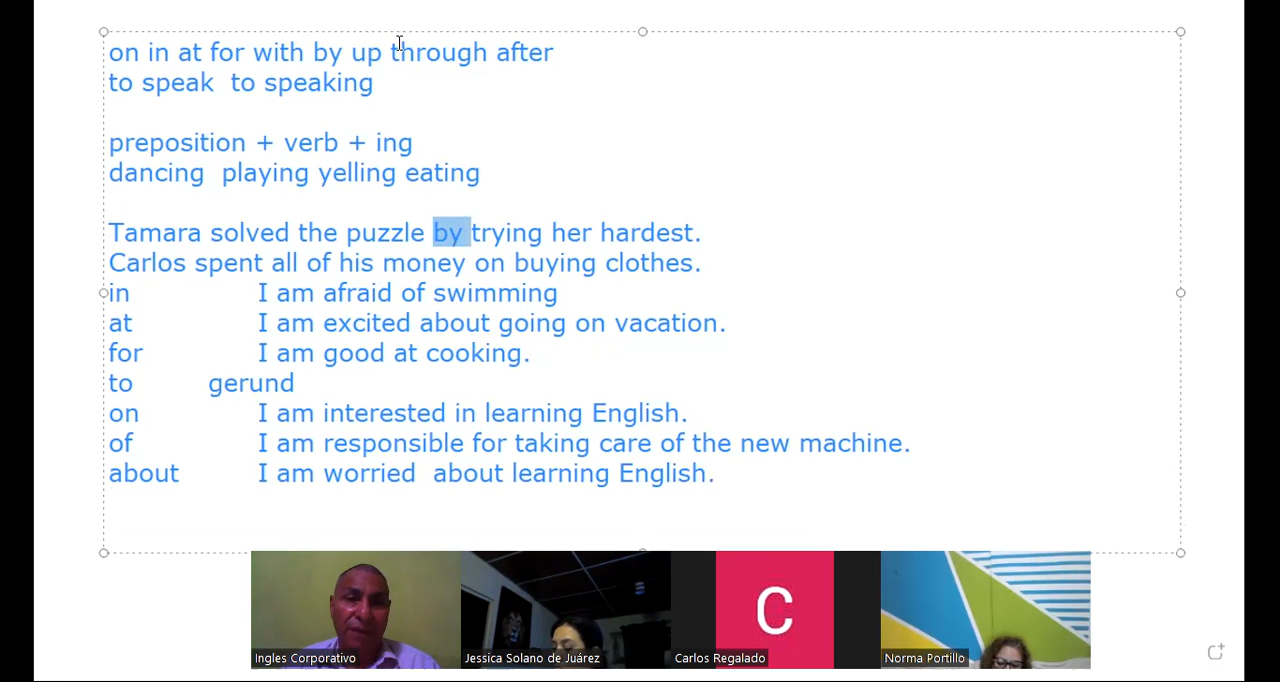 on in at for with by up through after
to speak  to speaking
preposition + verb + ing
dancing  playing yelling eating
Tamara solved the puzzle by trying her hardest.
Carlos spent all of his money on buying clothes.
in I am afraid of swimming
at I am excited about going on vacation.
for I am good at cooking.
to gerund
on I am interested in learning English.
of I am responsible for taking care of the new machine.
about I am worried  about learning English.
C
Ingles Corporativo Jessica Solano de Juárez Carlos Regalado Norma Portillo